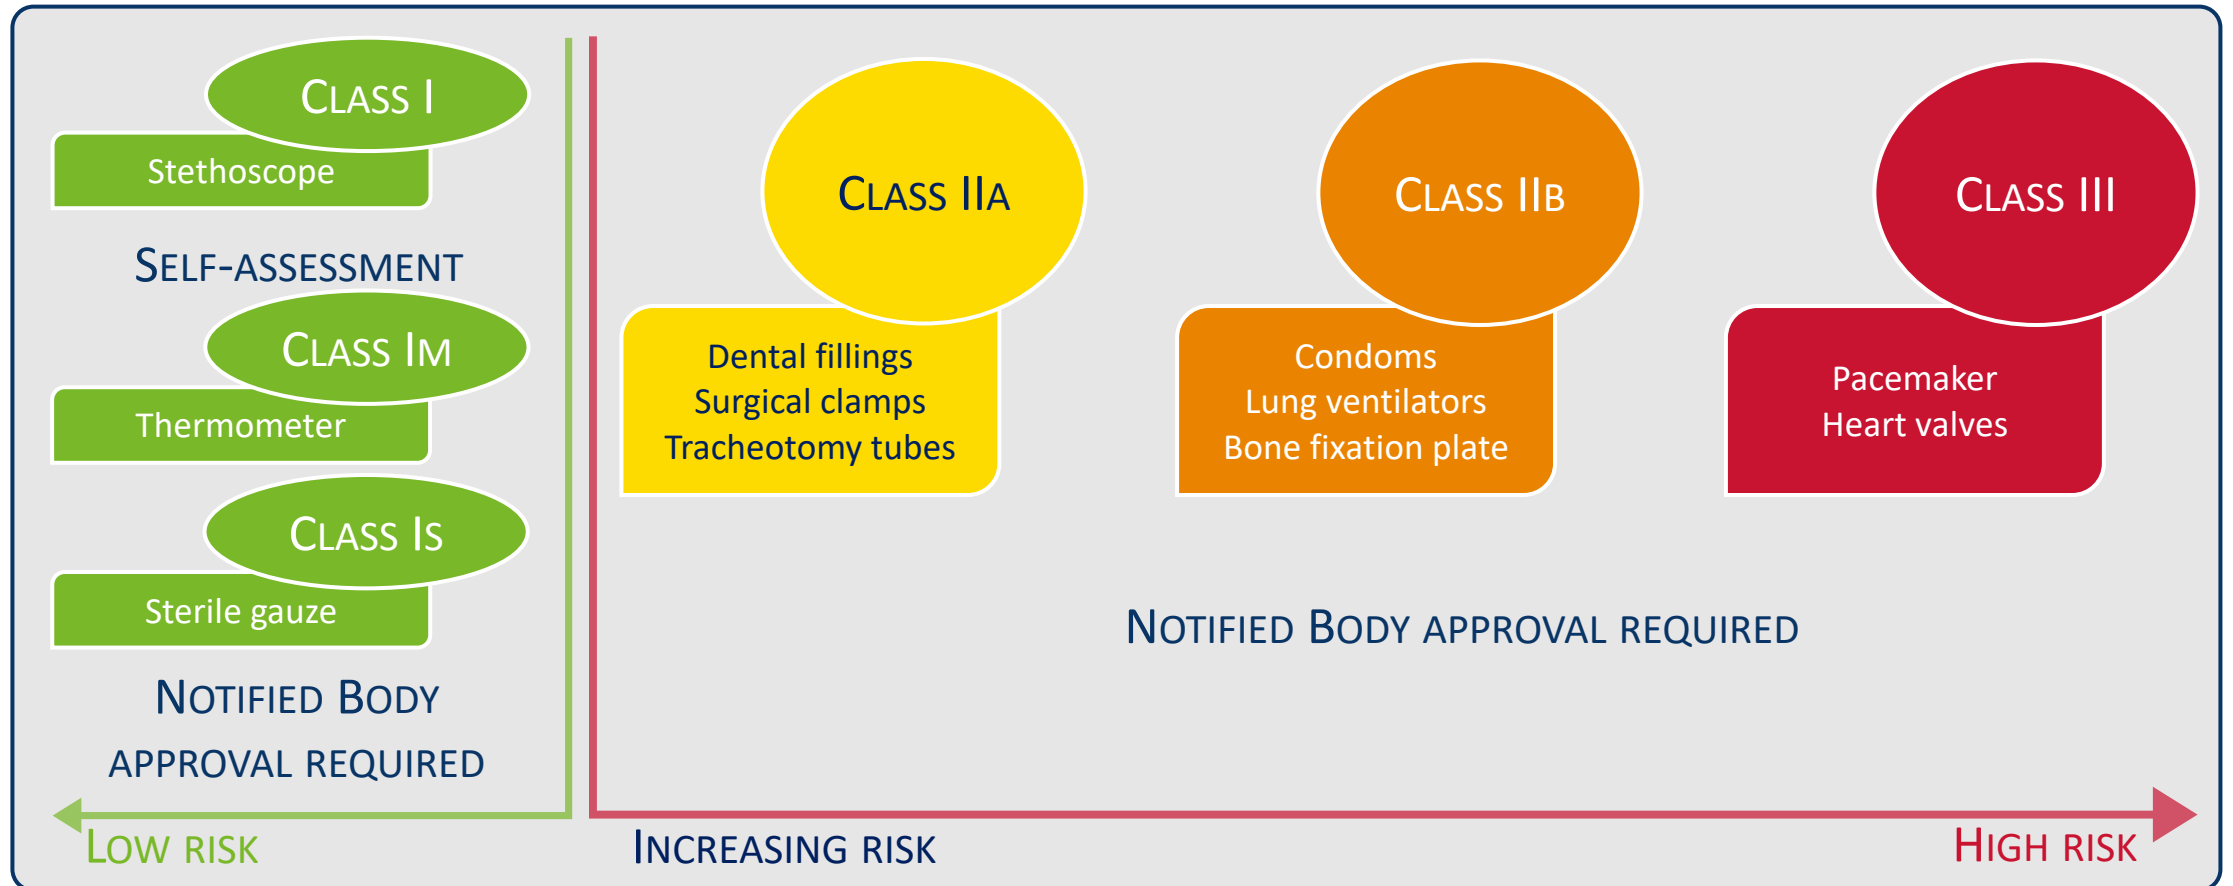 CLASS I
Stethoscope
SELF-ASSESSMENT
CLASS IM
Thermometer
CLASS IS
Sterile gauze
NOTIFIED BODY
APPROVAL REQUIRED
LOW RISK
CLASS IIA
Dental fillings
Surgical clamps
Tracheotomy tubes
CLASS IIB
Condoms
Lung ventilators
Bone fixation plate
CLASS III
Pacemaker
Heart valves
NOTIFIED BODY APPROVAL REQUIRED
INCREASING RISK
HIGH RISK